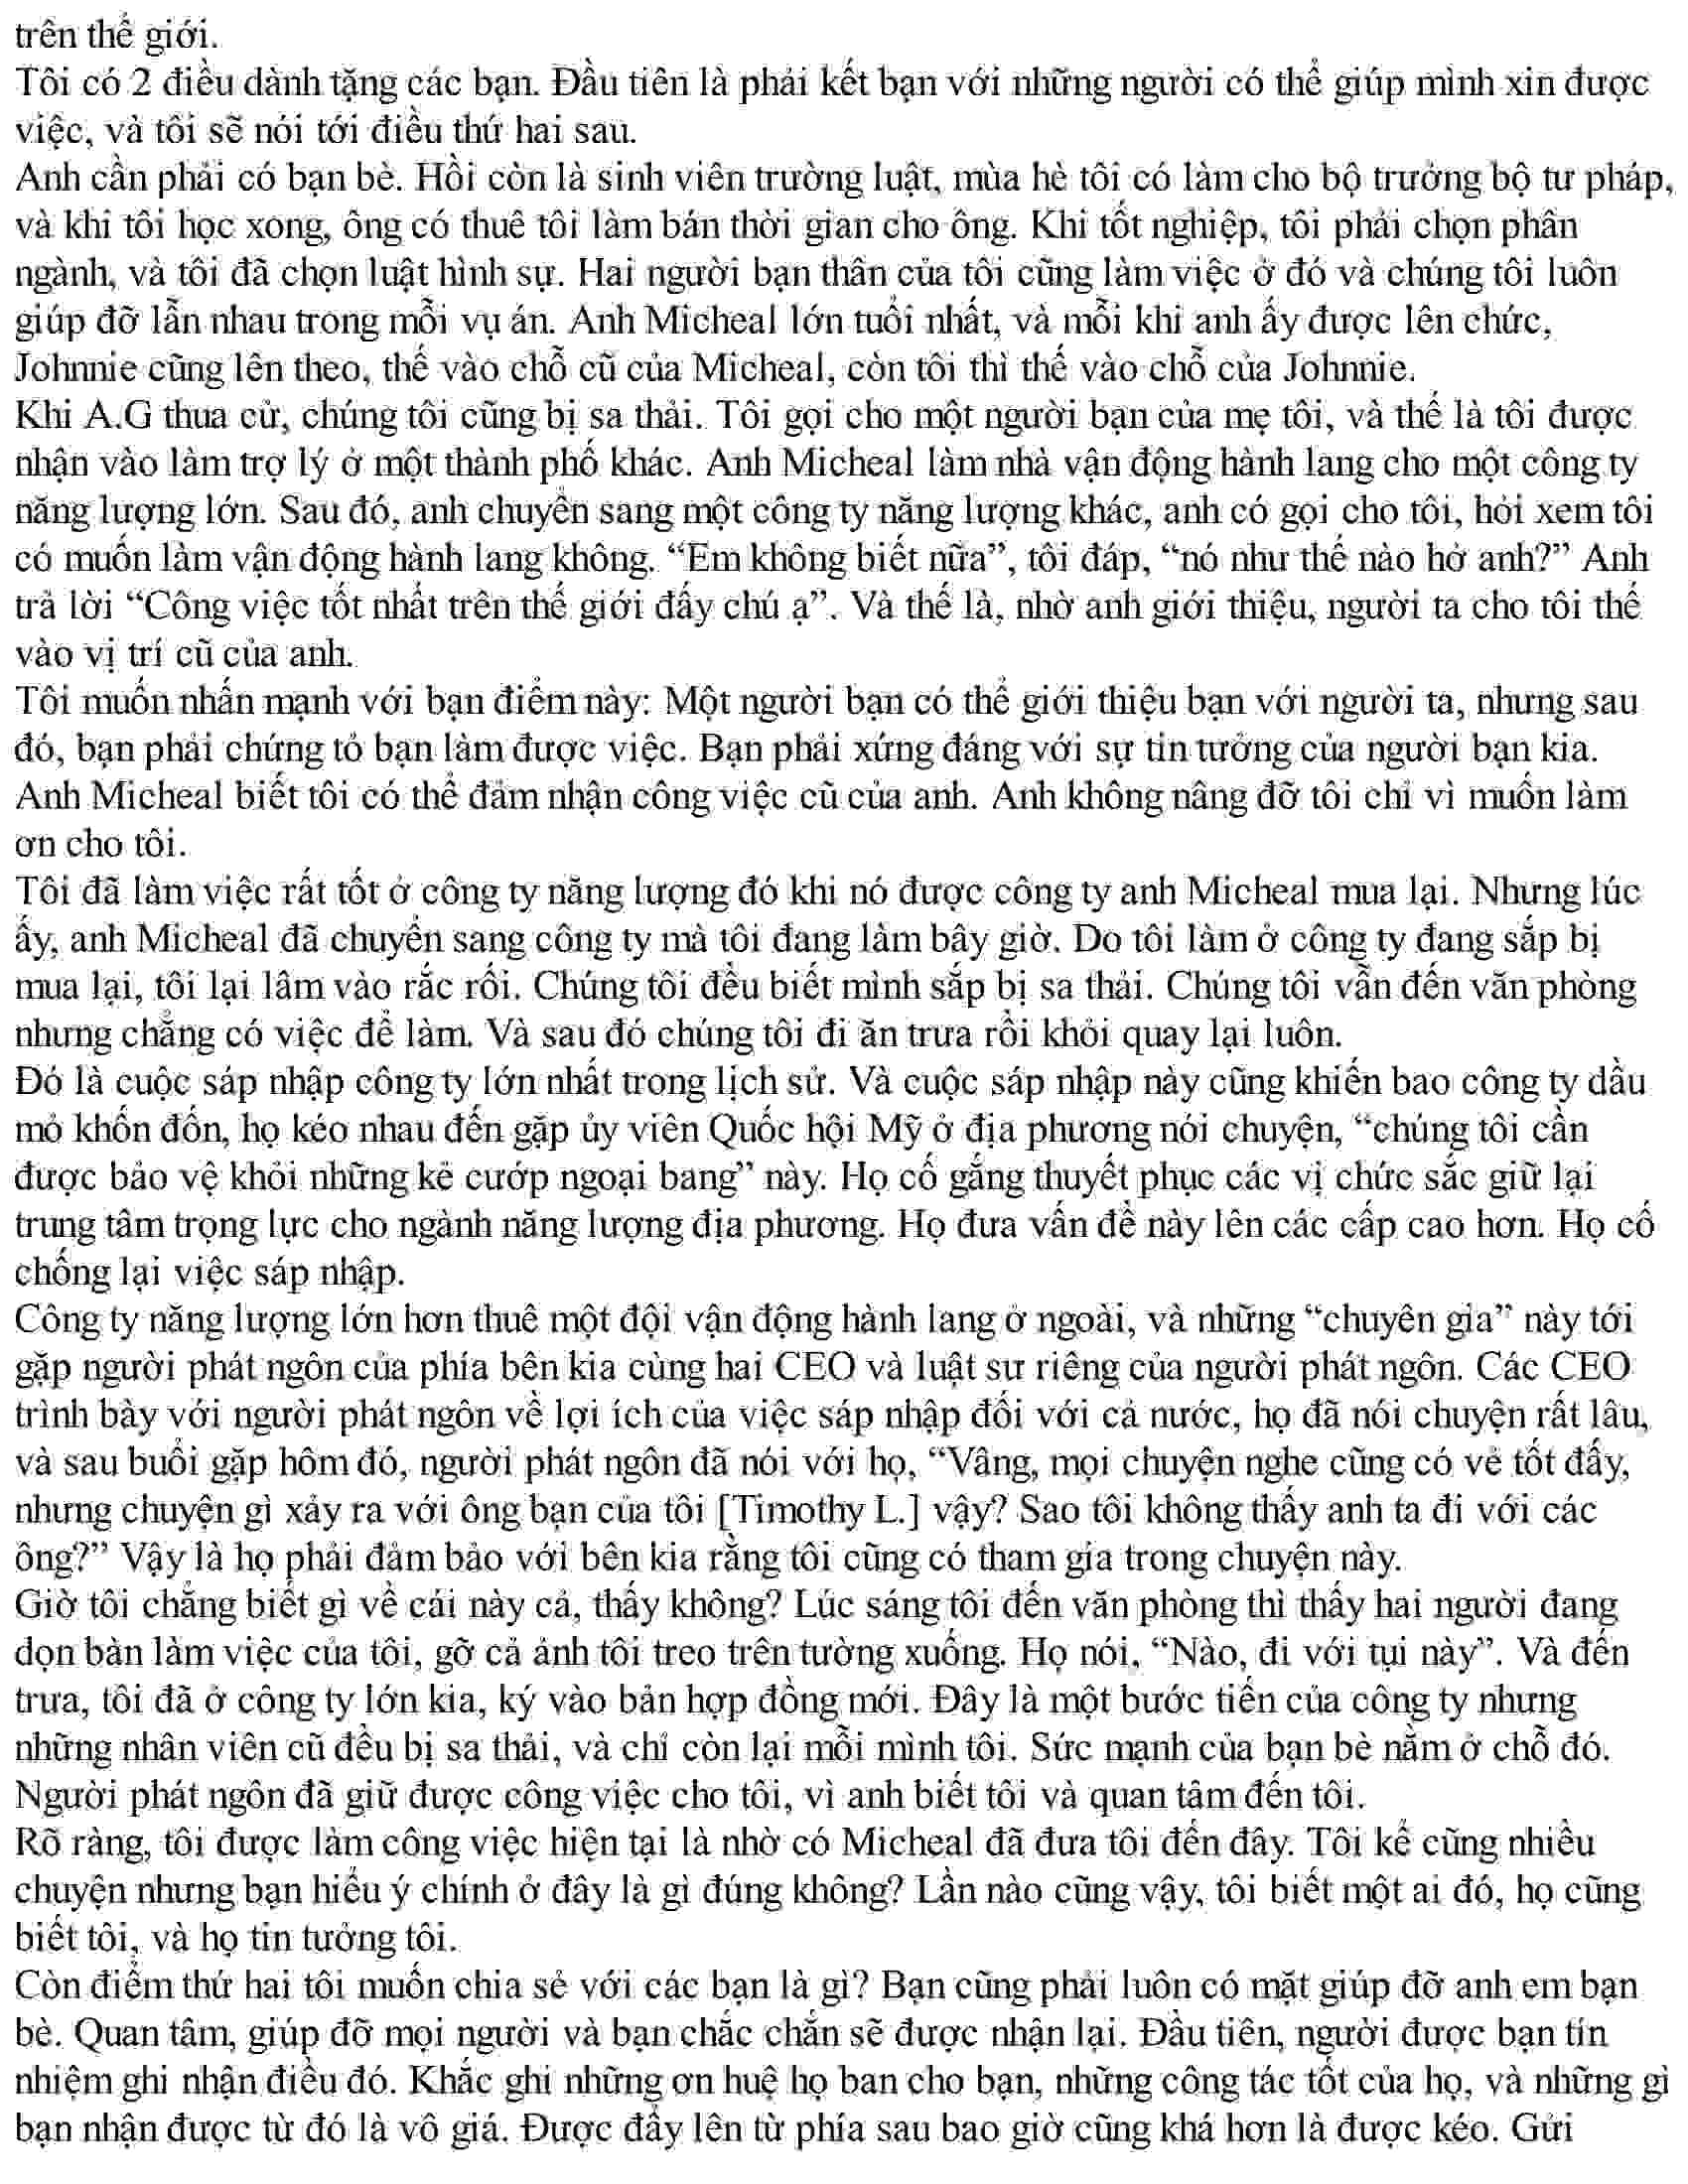 trên thế giới.
Tôi có 2 điều dành tặng các bạn. Đầu tiên là phải kết bạn với những người có thể giúp mình xin được
việc, và tôi sẽ nói tới điều thứ hai sau.
Anh cần phải có bạn bè. Hồi còn là sinh viên trường luật, mùa hè tôi có làm cho bộ trưởng bộ tư pháp,
và khi tôi học xong, ông có thuê tôi làm bán thời gian cho ông. Khi tốt nghiệp, tôi phải chọn phân
ngành, và tôi đã chọn luật hình sự. Hai người bạn thân của tôi cũng làm việc ở đó và chúng tôi luôn
giúp đỡ lẫn nhau trong mỗi vụ án. Anh Micheal lớn tuổi nhất, và mỗi khi anh ấy được lên chức,
Johnnie cũng lên theo, thế vào chỗ cũ của Micheal, còn tôi thì thế vào chỗ của Johnnie.
Khi A.G thua cử, chúng tôi cũng bị sa thải. Tôi gọi cho một người bạn của mẹ tôi, và thế là tôi được
nhận vào làm trợ lý ở một thành phố khác. Anh Micheal làm nhà vận động hành lang cho một công ty
năng lượng lớn. Sau đó, anh chuyển sang một công ty năng lượng khác, anh có gọi cho tôi, hỏi xem tôi
có muốn làm vận động hành lang không. “Em không biết nữa”, tôi đáp, “nó như thế nào hở anh?” Anh
trả lời “Công việc tốt nhất trên thế giới đấy chú ạ”. Và thế là, nhờ anh giới thiệu, người ta cho tôi thế
vào vị trí cũ của anh.
Tôi muốn nhấn mạnh với bạn điểm này: Một người bạn có thể giới thiệu bạn với người ta, nhưng sau
đó, bạn phải chứng tỏ bạn làm được việc. Bạn phải xứng đáng với sự tin tưởng của người bạn kia.
Anh Micheal biết tôi có thể đảm nhận công việc cũ của anh. Anh không nâng đỡ tôi chỉ vì muốn làm
ơn cho tôi.
Tôi đã làm việc rất tốt ở công ty năng lượng đó khi nó được công ty anh Micheal mua lại. Nhưng lúc
ấy, anh Micheal đã chuyển sang công ty mà tôi đang làm bây giờ. Do tôi làm ở công ty đang sắp bị
mua lại, tôi lại lâm vào rắc rối. Chúng tôi đều biết mình sắp bị sa thải. Chúng tôi vẫn đến văn phòng
nhưng chẳng có việc để làm. Và sau đó chúng tôi đi ăn trưa rồi khỏi quay lại luôn.
Đó là cuộc sáp nhập công ty lớn nhất trong lịch sử. Và cuộc sáp nhập này cũng khiến bao công ty dầu
mỏ khốn đốn, họ kéo nhau đến gặp ủy viên Quốc hội Mỹ ở địa phương nói chuyện, “chúng tôi cần
được bảo vệ khỏi những kẻ cướp ngoại bang” này. Họ cố gắng thuyết phục các vị chức sắc giữ lại
trung tâm trọng lực cho ngành năng lượng địa phương. Họ đưa vấn đề này lên các cấp cao hơn. Họ cố
chống lại việc sáp nhập.
Công ty năng lượng lớn hơn thuê một đội vận động hành lang ở ngoài, và những “chuyên gia” này tới
gặp người phát ngôn của phía bên kia cùng hai CEO và luật sư riêng của người phát ngôn. Các CEO
trình bày với người phát ngôn về lợi ích của việc sáp nhập đối với cả nước, họ đã nói chuyện rất lâu,
và sau buổi gặp hôm đó, người phát ngôn đã nói với họ, “Vâng, mọi chuyện nghe cũng có vẻ tốt đấy,
nhưng chuyện gì xảy ra với ông bạn của tôi [Timothy L.] vậy? Sao tôi không thấy anh ta đi với các
ông?” Vậy là họ phải đảm bảo với bên kia rằng tôi cũng có tham gia trong chuyện này.
Giờ tôi chẳng biết gì về cái này cả, thấy không? Lúc sáng tôi đến văn phòng thì thấy hai người đang
dọn bàn làm việc của tôi, gỡ cả ảnh tôi treo trên tường xuống. Họ nói, “Nào, đi với tụi này”. Và đến
trưa, tôi đã ở công ty lớn kia, ký vào bản hợp đồng mới. Đây là một bước tiến của công ty nhưng
những nhân viên cũ đều bị sa thải, và chỉ còn lại mỗi mình tôi. Sức mạnh của bạn bè nằm ở chỗ đó.
Người phát ngôn đã giữ được công việc cho tôi, vì anh biết tôi và quan tâm đến tôi.
Rõ ràng, tôi được làm công việc hiện tại là nhờ có Micheal đã đưa tôi đến đây. Tôi kể cũng nhiều
chuyện nhưng bạn hiểu ý chính ở đây là gì đúng không? Lần nào cũng vậy, tôi biết một ai đó, họ cũng
biết tôi, và họ tin tưởng tôi.
Còn điểm thứ hai tôi muốn chia sẻ với các bạn là gì? Bạn cũng phải luôn có mặt giúp đỡ anh em bạn
bè. Quan tâm, giúp đỡ mọi người và bạn chắc chắn sẽ được nhận lại. Đầu tiên, người được bạn tín
nhiệm ghi nhận điều đó. Khắc ghi những ơn huệ họ ban cho bạn, những công tác tốt của họ, và những gì
bạn nhận được từ đó là vô giá. Được đẩy lên từ phía sau bao giờ cũng khá hơn là được kéo. Gửi